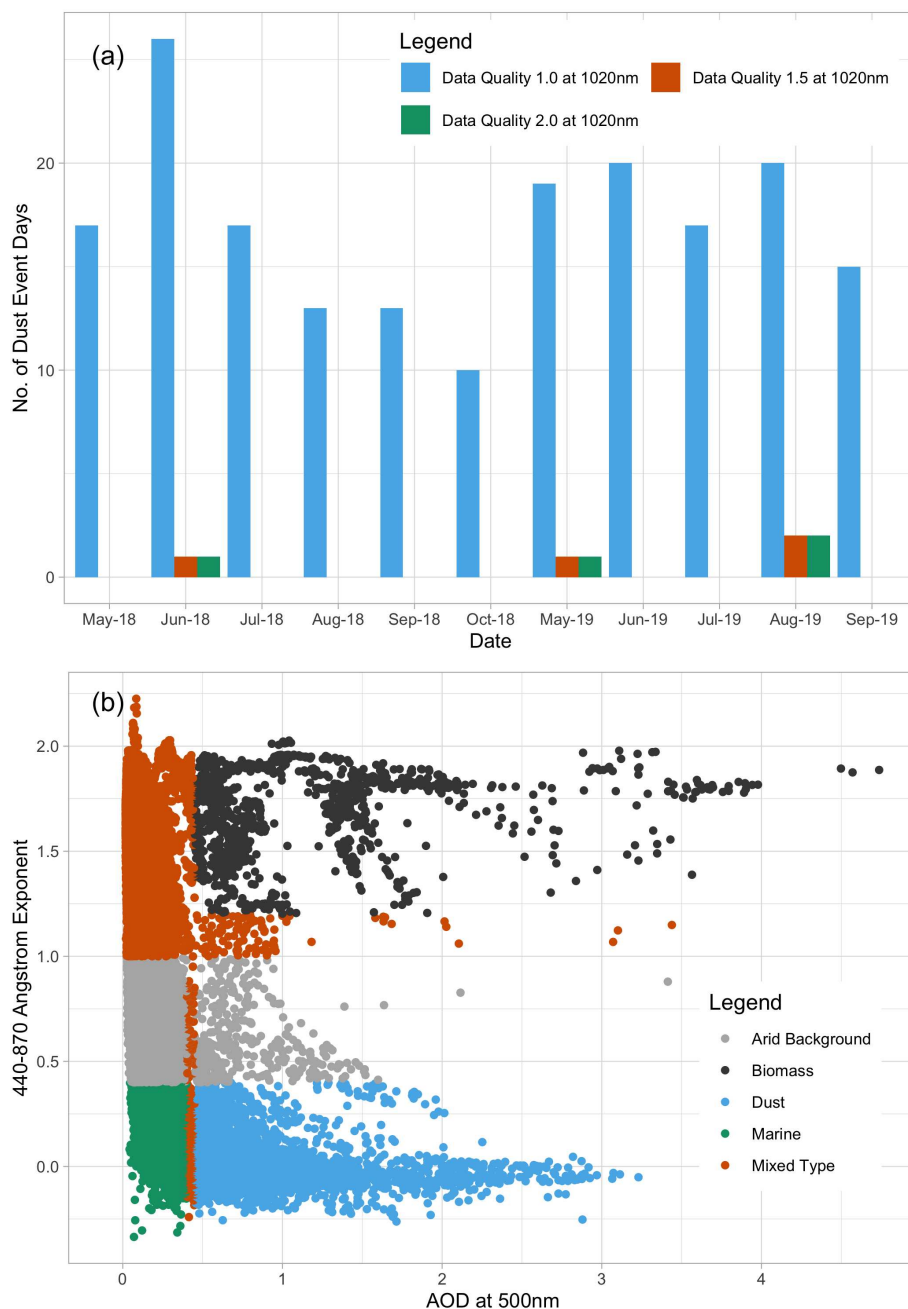 (a)
Legend
Data Quality 1.0 at 1020nm
Data Quality 1.5 at 1020nm
Data Quality 2.0 at 1020nm
No. of Dust Event Days
20
10
0
May-18 Jun-18 Jul-18 Aug-18 Sep-18 Oct-18 May-19 Jun-19 Jul-19 Aug-19 Sep-19
Date
(b)
440-870 Angstrom Exponent
2.0
1.5
1.0
0.5
0.0
Legend
Arid Background
Biomass
Dust
Marine
Mixed Type
0 1 2 3 4
AOD at 500nm